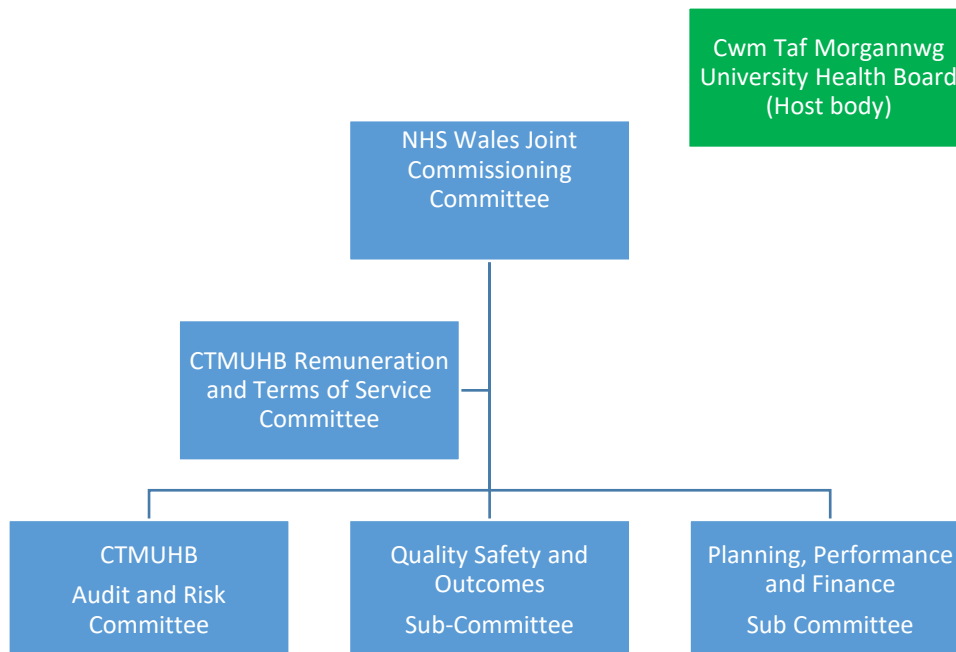 Cwm Taf Morgannwg
University Health Board
(Host body)
NHS Wales Joint
Commissioning
Committee
CTMUHB Remuneration
and Terms of Service
Committee
CTMUHB
Audit and Risk
Committee
Quality Safety and
Outcomes
Sub-Committee
Planning, Performance
and Finance
Sub Committee